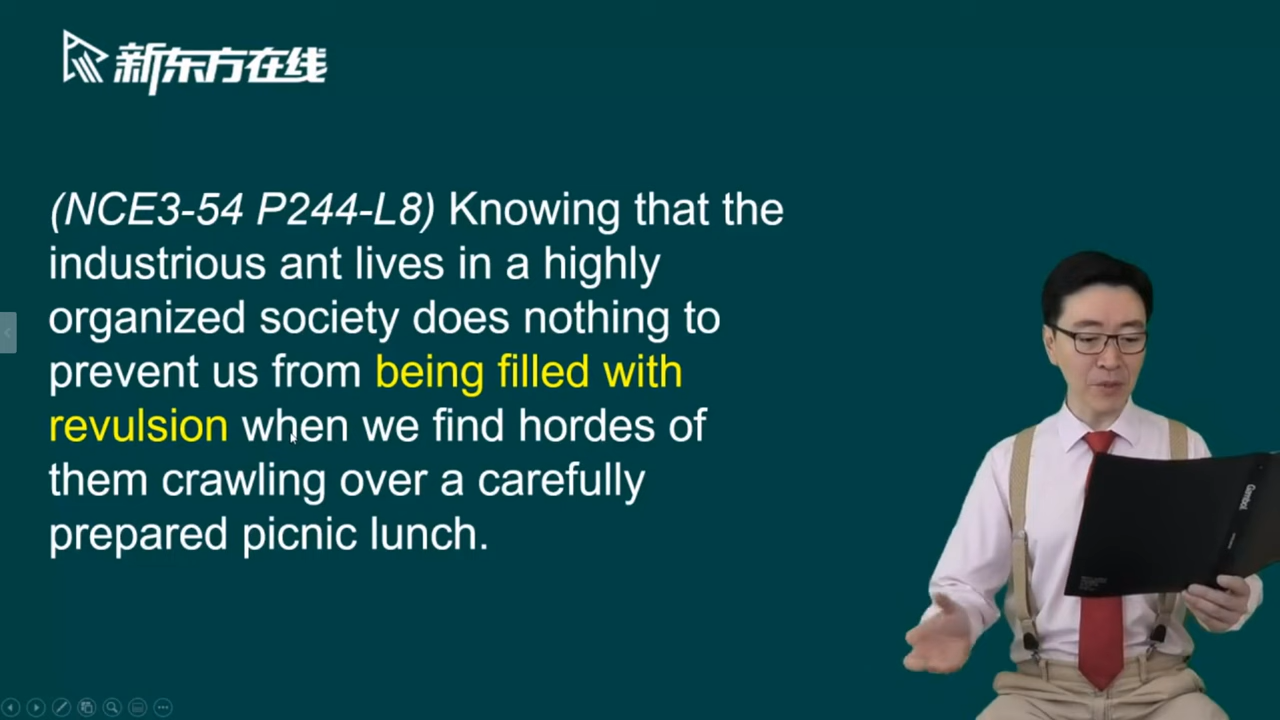 新东方在线
(NCE3-54 P244-L8) Knowing that the
industrious ant lives in a highly
organized society does nothing to
prevent us from being filled with
revulsion when we find hordes of
them crawling over a carefully
prepared picnic lunch.